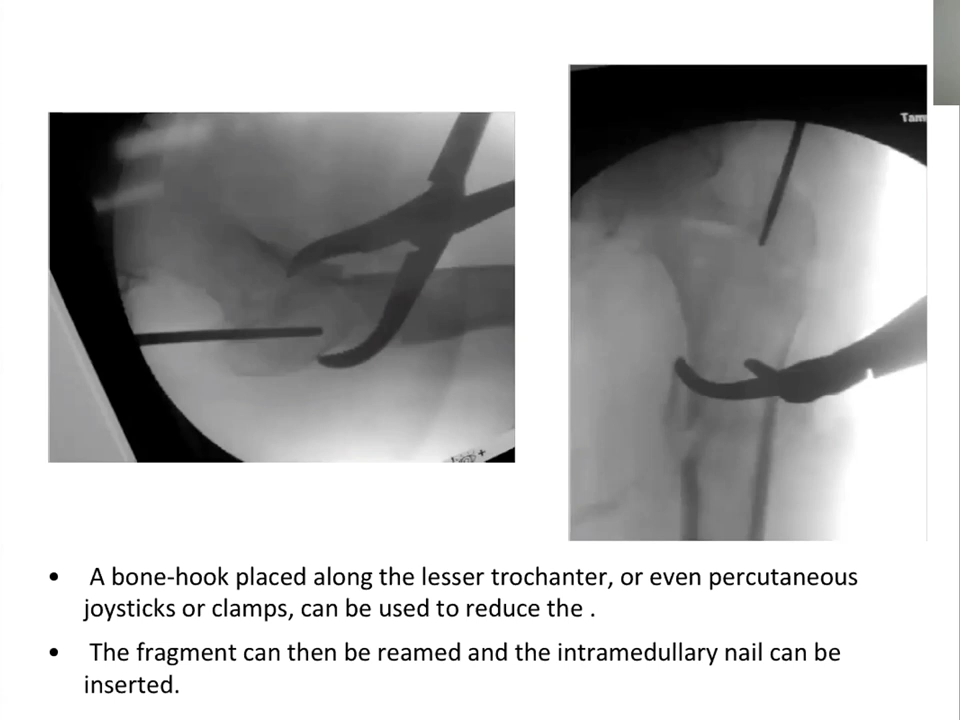 Tam
• A bone-hook placed along the lesser trochanter, or even percutaneous
joysticks or clamps, can be used to reduce the .
• The fragment can then be reamed and the intramedullary nail can be
inserted.